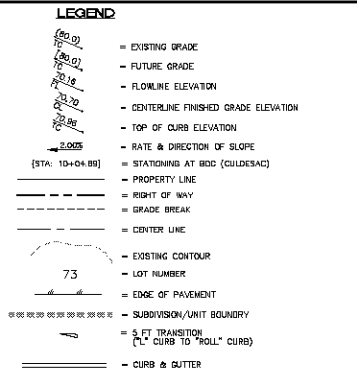 LEGEND
(80.0) TC = EXISTING GRADE
[80.0] TC - FUTURE GRADE
70.16 FL - FLOWLINE ELEVATION
70.70 CL - CENTERLINE FINISHED GRADE ELEVATION
70.96 TC - TOP OF CURB ELEVATION
2.00% - RATE & DIRECTION OF SLOPE
[STA: 10+04.89] = STATIONING AT BDC (CULDESAC)
- PROPERTY LINE
= RIGHT OF WAY
= GRADE BREAK
= CENTER LINE
- EXISTING CONTOUR
73 - LOT NUMBER
= EDGE OF PAVEMENT
- SUBDIVISION/UNIT BOUNDRY
= 5 FT TRANSITION
("L" CURB TO "ROLL" CURB)
- CURB & GUTTER